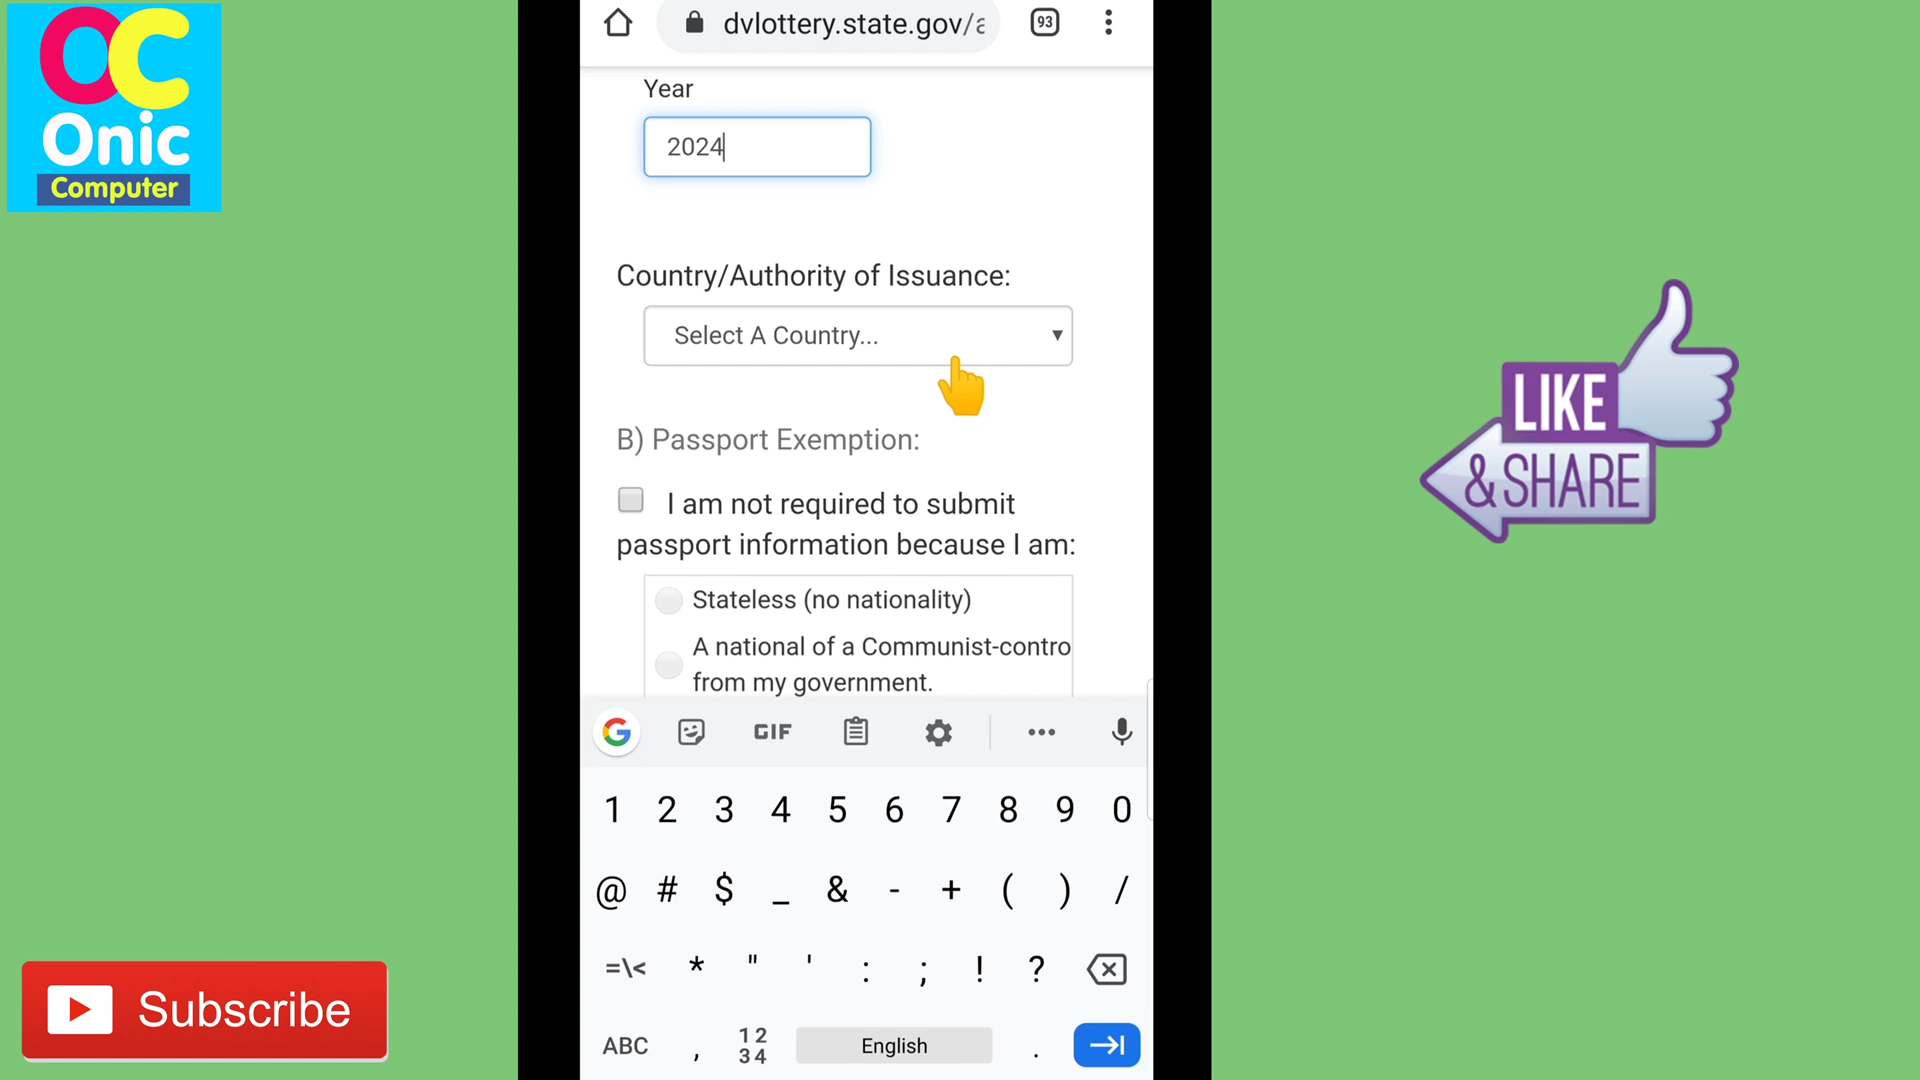 OC
Onic
Computer
dvlottery.state.gov/a
93
Year
2024
Country/Authority of Issuance:
Select A Country...
B) Passport Exemption:
I am not required to submit
passport information because I am:
Stateless (no nationality)
A national of a Communist-contro
from my government.
G GIF
1 2 3 4 5 6 7 8 9 0
@ # $ _ & - + ( ) /
=\< * " ' : ; ! ?
ABC , 12 34 English .
LIKE
& SHARE
Subscribe